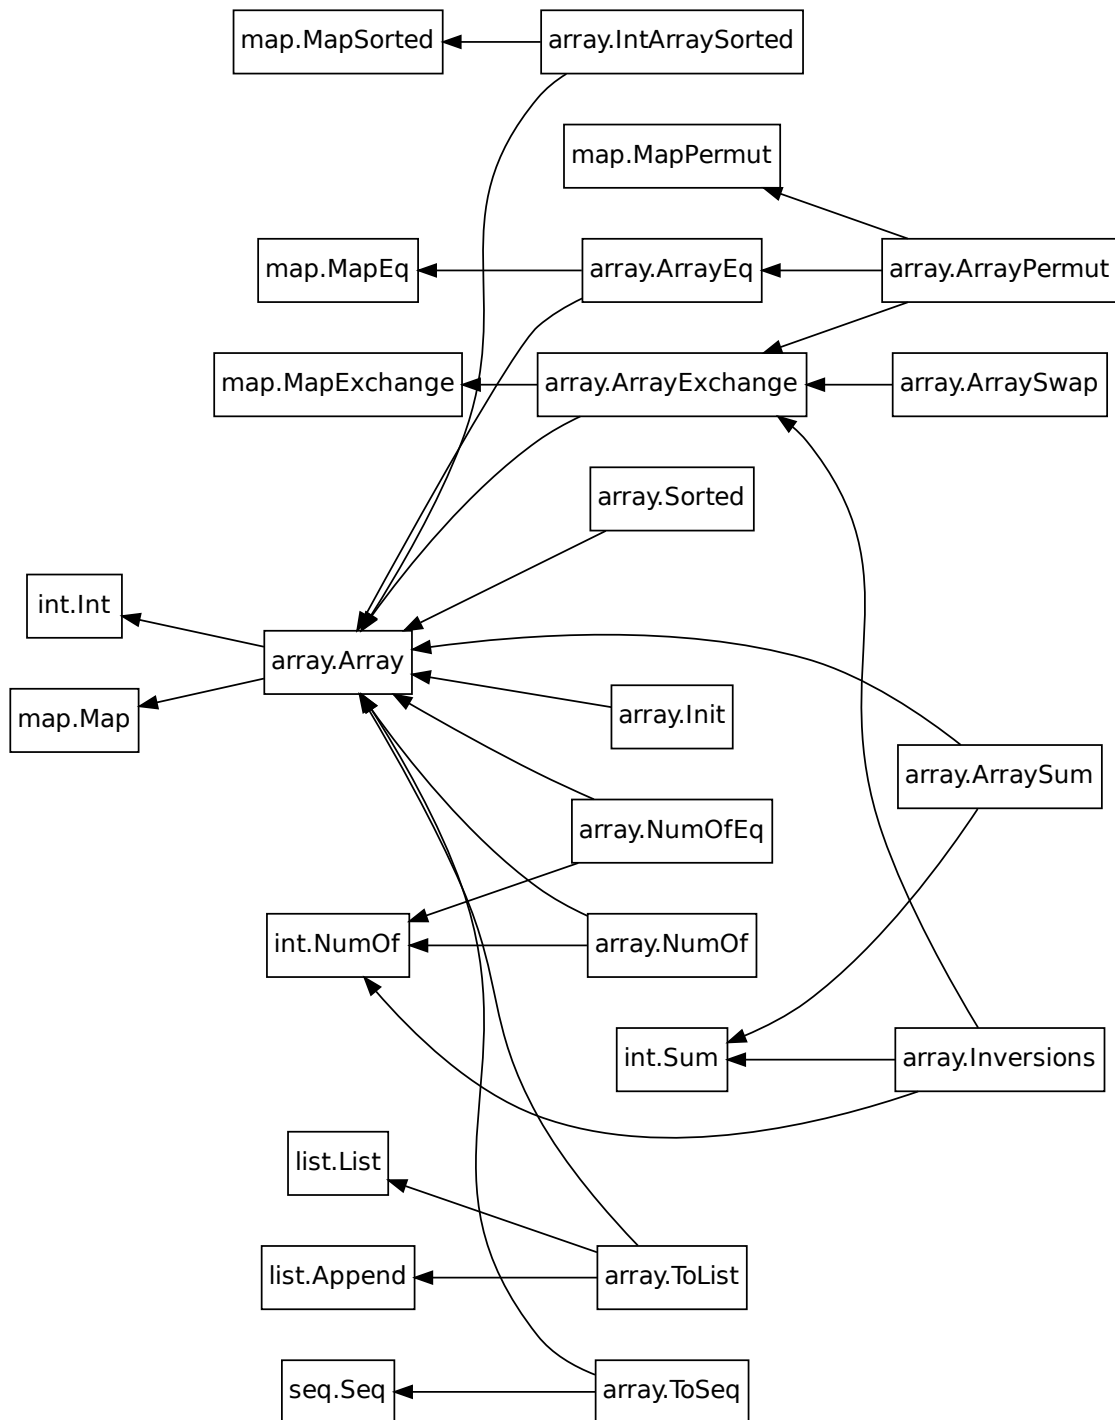 map.MapSorted
array.IntArraySorted
map.MapPermut
map.MapEq
array.ArrayEq
array.ArrayPermut
map.MapExchange
array.ArrayExchange
array.ArraySwap
array.Sorted
int.Int
array.Array
map.Map
array.Init
array.ArraySum
array.NumOfEq
int.NumOf
array.NumOf
int.Sum
array.Inversions
list.List
list.Append
array.ToList
seq.Seq
array.ToSeq